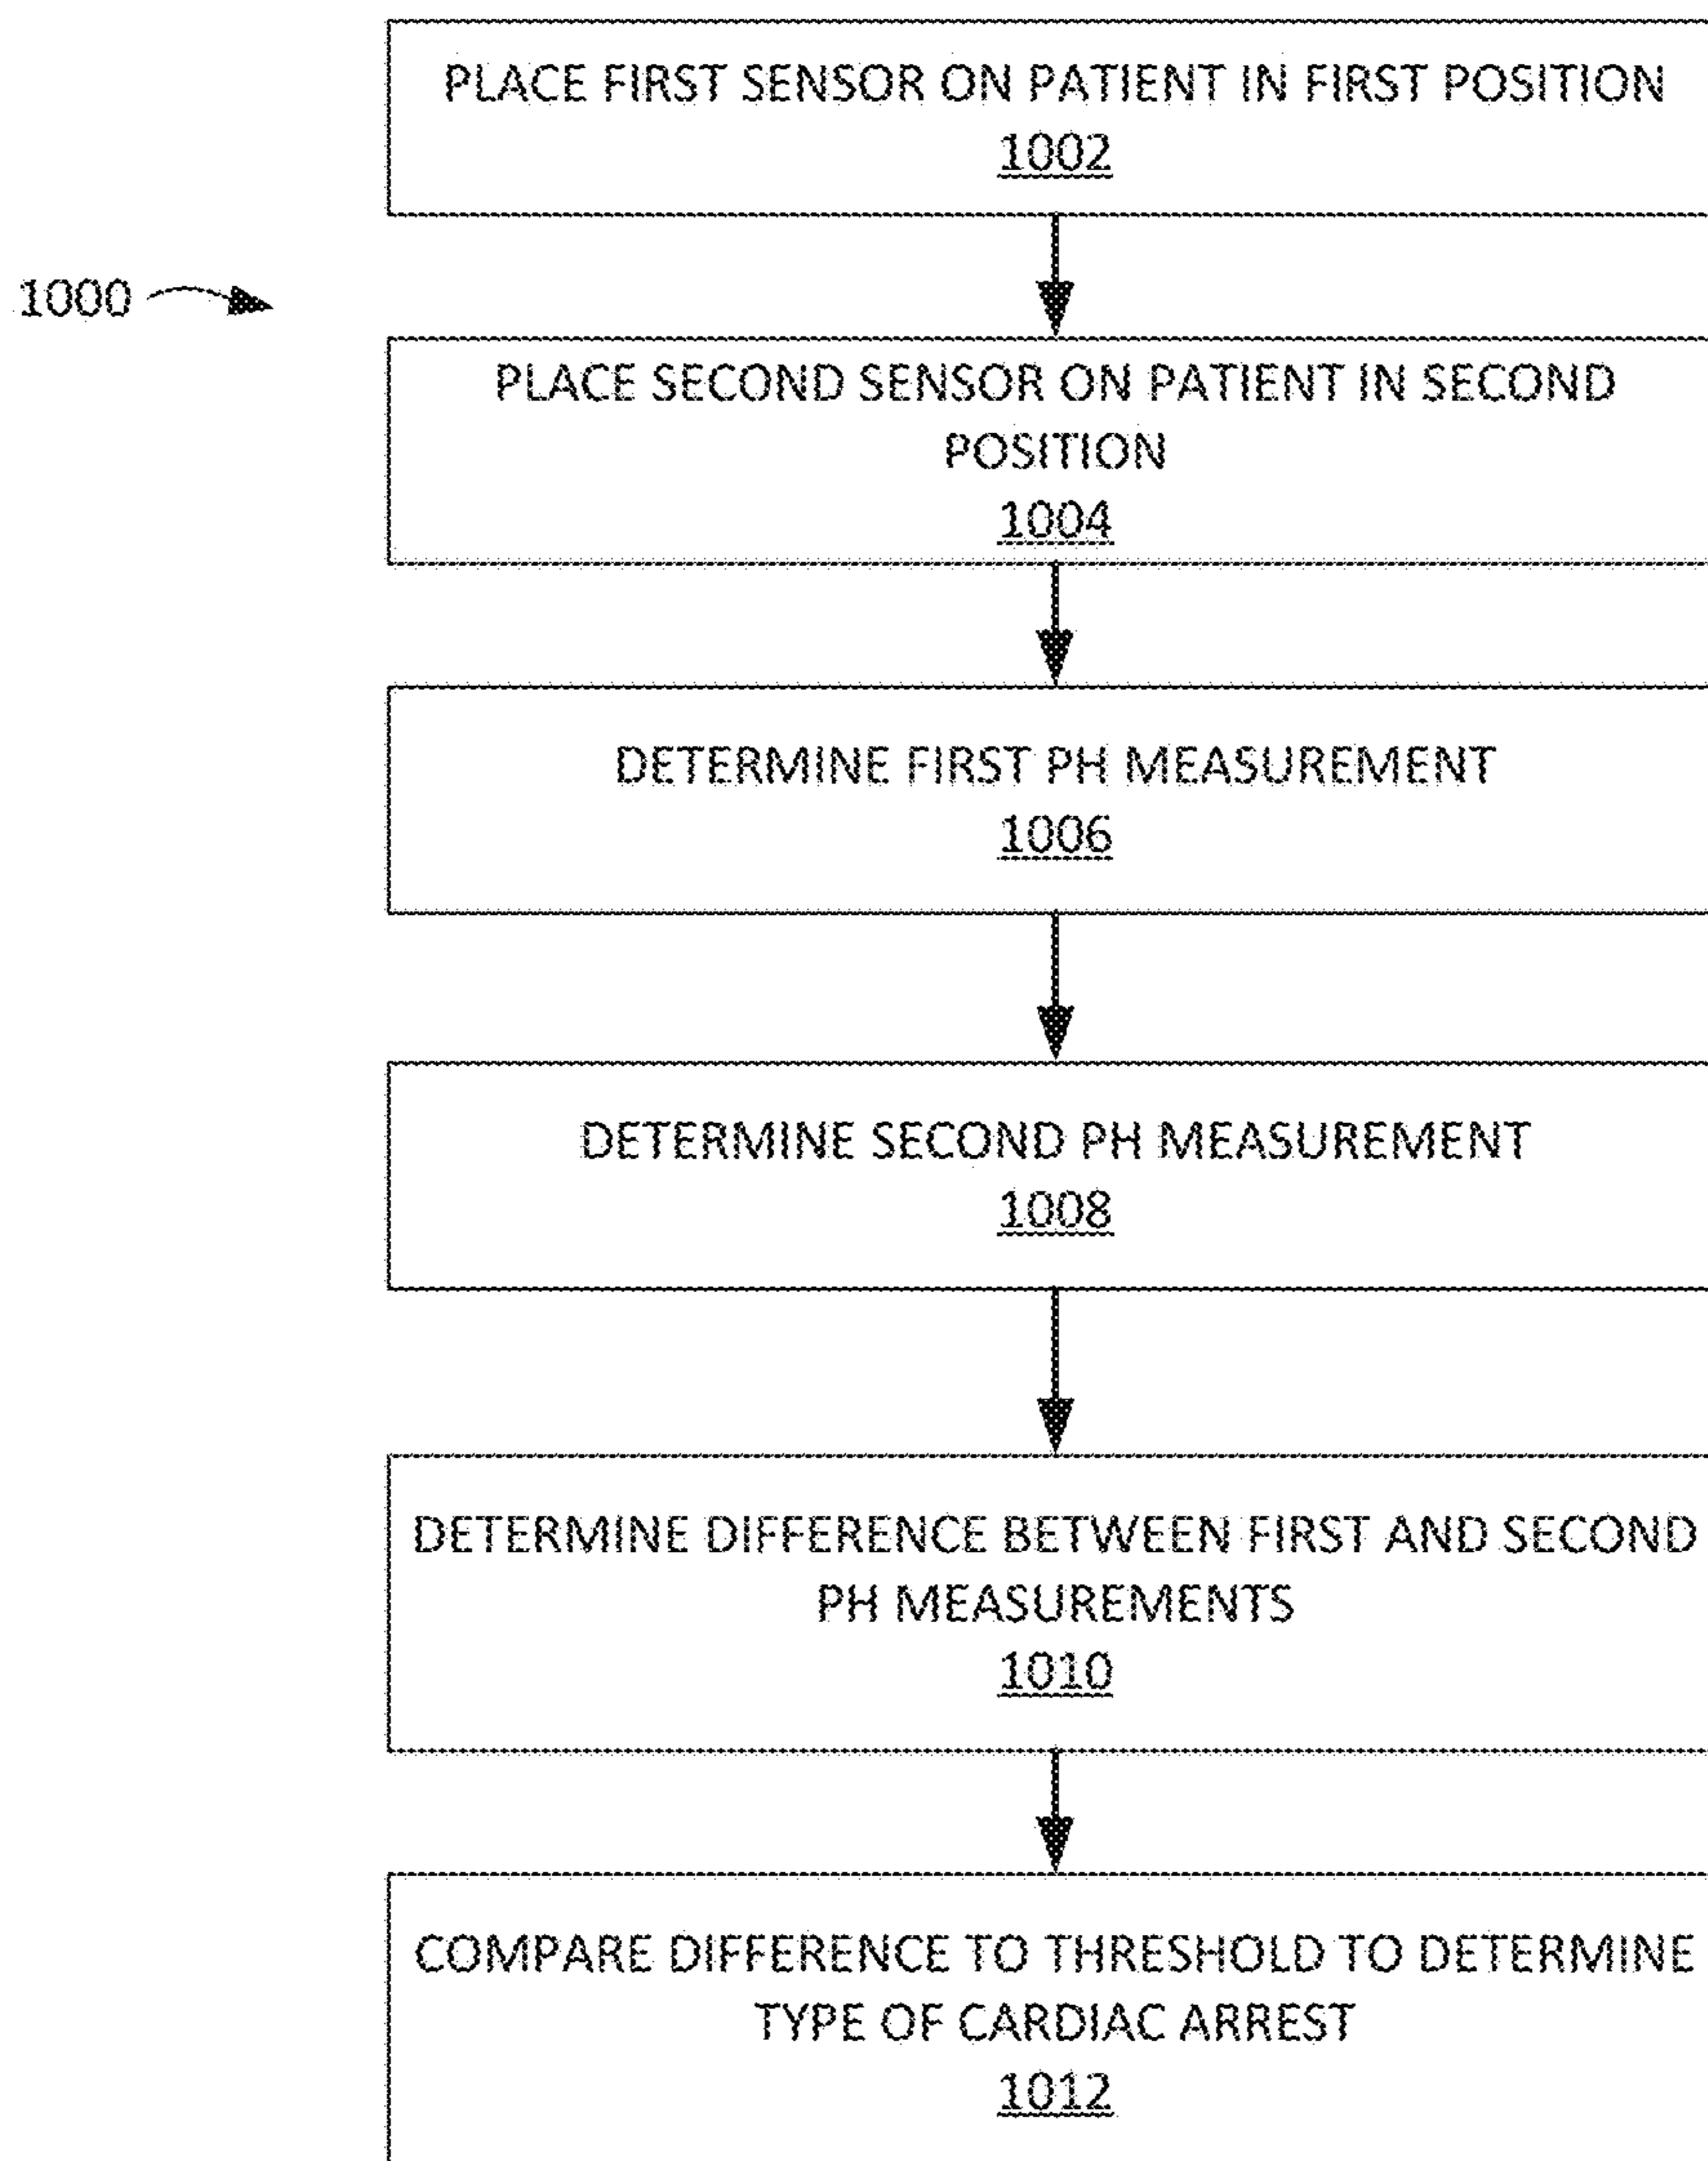 PLACE FIRST SENSOR ON PATIENT IN FIRST POSITION
1002
1000
PLACE SECOND SENSOR ON PATIENT IN SECOND
POSITION
1004
DETERMINE FIRST PH MEASUREMENT
1006
DETERMINE SECOND PH MEASUREMENT
1008
DETERMINE DIFFERENCE BETWEEN FIRST AND SECOND
PH MEASUREMENTS
1010
COMPARE DIFFERENCE TO THRESHOLD TO DETERMINE
TYPE OF CARDIAC ARREST
1012